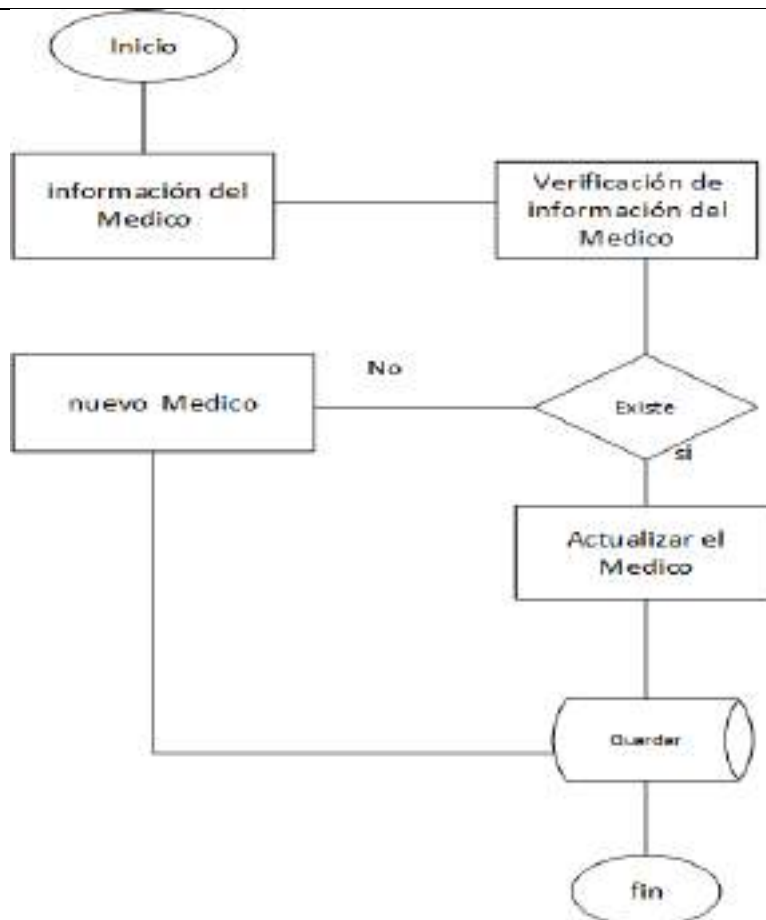 Inicio
información del
Medico
Verificación de
información del
Medico
No
nuevo Medico
Existe
si
Actualizar el
Medico
Guardar
fin